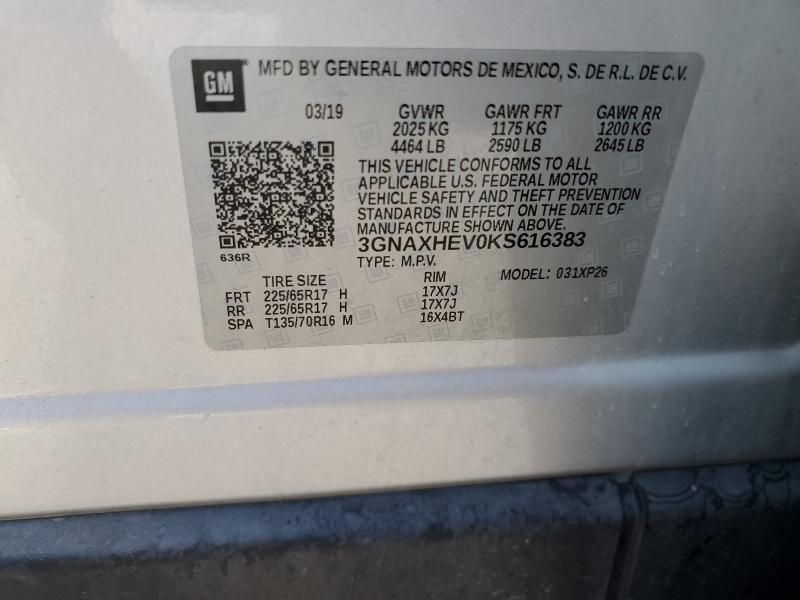 GM MFD BY GENERAL MOTORS DE MEXICO, S. DE R.L. DE C.V.
03/19 GVWR GAWR FRT GAWR RR
2025 KG 1175 KG 1200 KG
4464 LB 2590 LB 2645 LB
THIS VEHICLE CONFORMS TO ALL
APPLICABLE U.S. FEDERAL MOTOR
VEHICLE SAFETY AND THEFT PREVENTION
STANDARDS IN EFFECT ON THE DATE OF
MANUFACTURE SHOWN ABOVE.
3GNAXHEV0KS616383
636R
TYPE: M.P.V. MODEL: 031XP26
TIRE SIZE RIM
FRT 225/65R17 H 17X7J
RR 225/65R17 H 17X7J
SPA T135/70R16 M 16X4BT